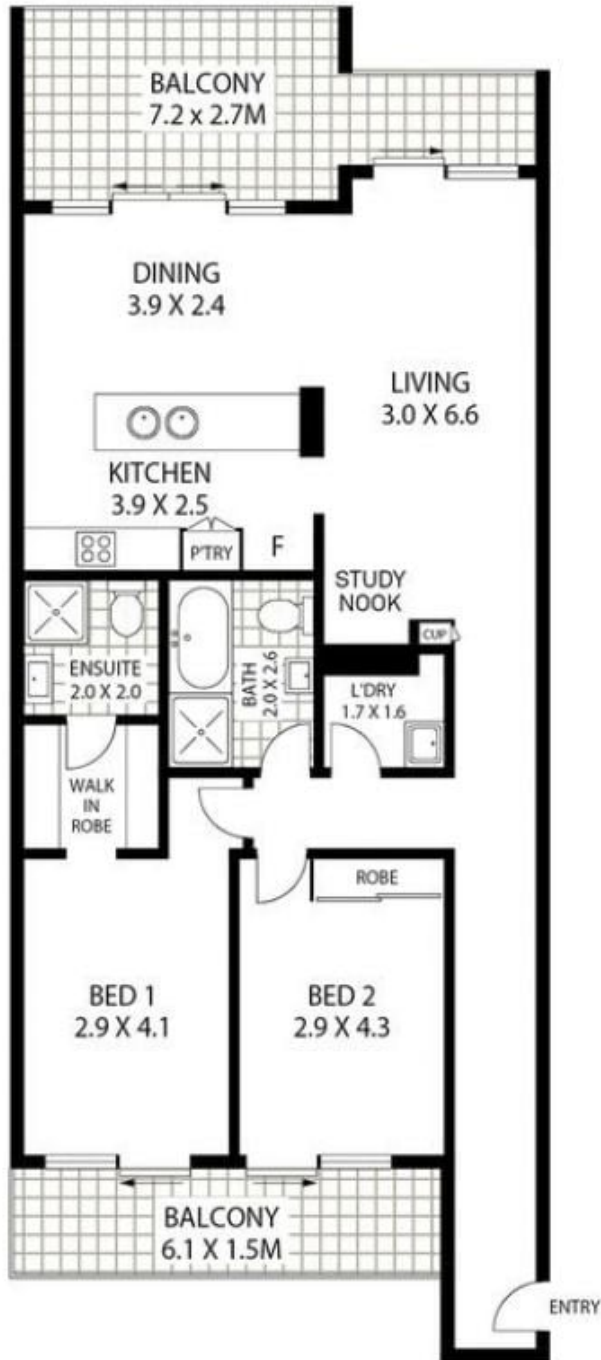 BALCONY
7.2 x 2.7M
DINING
3.9 X 2.4
LIVING
3.0 X 6.6
KITCHEN
3.9 X 2.5
P'TRY
F
STUDY
NOOK
CUP
ENSUITE
2.0 X 2.0
BATH
2.0 X 2.6
L'DRY
1.7 X 1.6
WALK
IN
ROBE
ROBE
BED 1
2.9 X 4.1
BED 2
2.9 X 4.3
BALCONY
6.1 X 1.5M
ENTRY